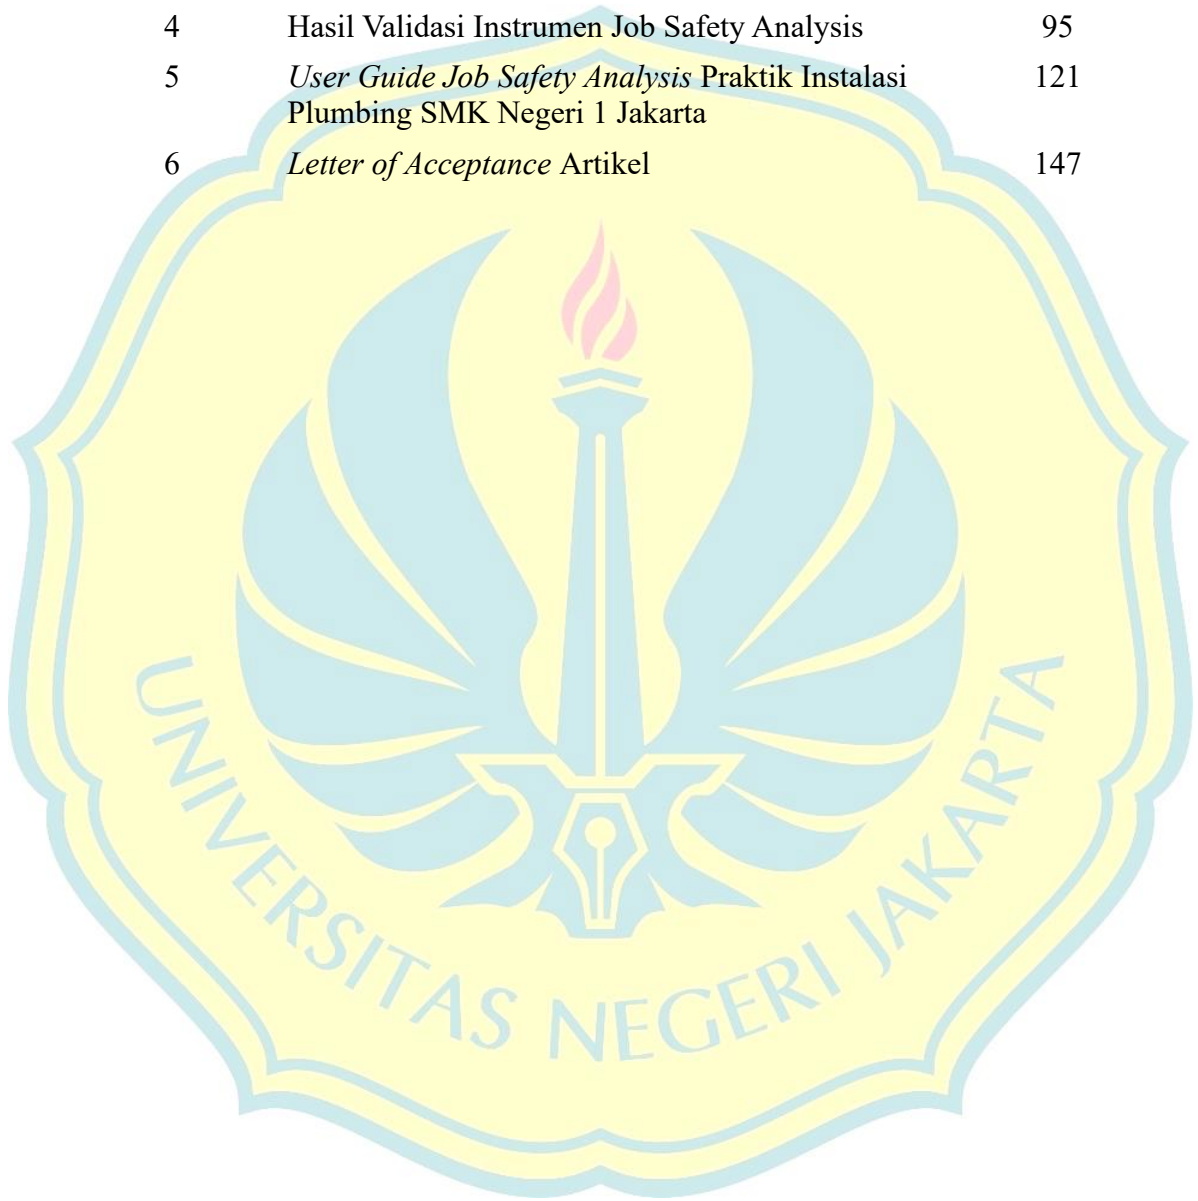 4 Hasil Validasi Instrumen Job Safety Analysis 95
5 User Guide Job Safety Analysis Praktik Instalasi 121
Plumbing SMK Negeri 1 Jakarta
6 Letter of Acceptance Artikel 147
UNIVERSITAS NEGERI JAKARTA